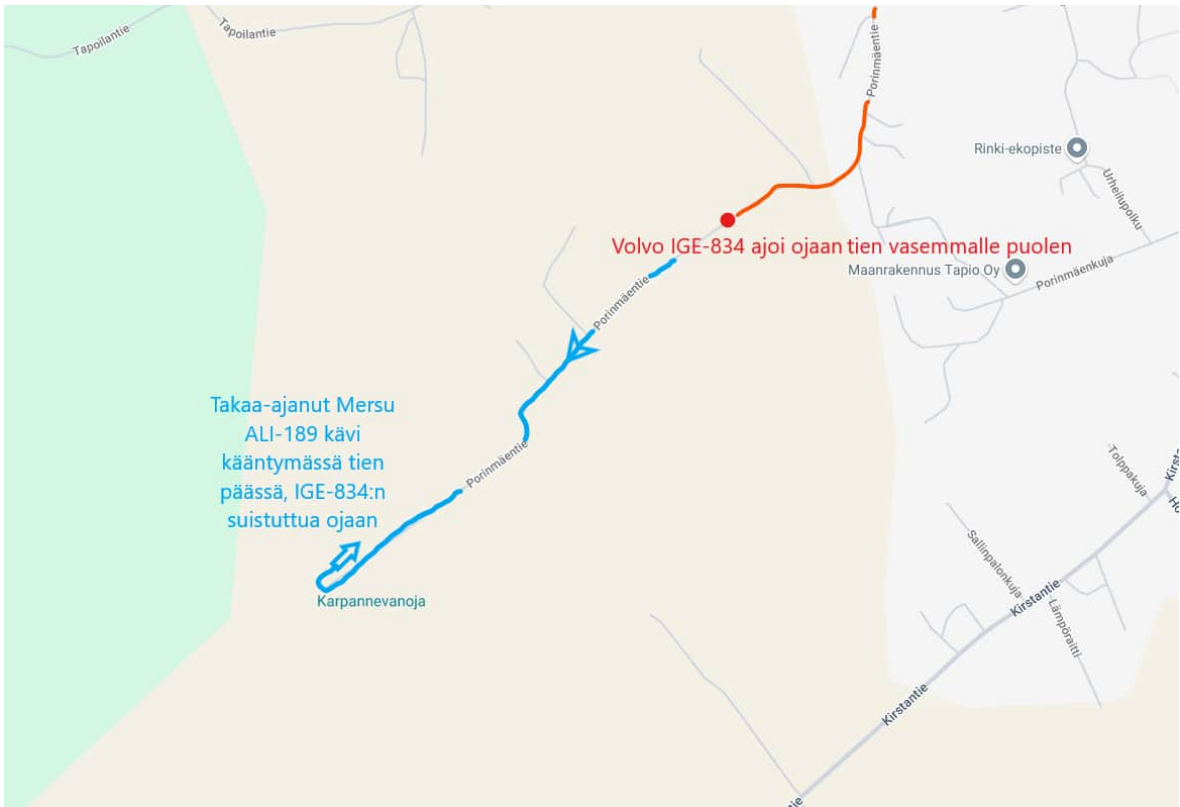 Tapoilantie
Tapoilantie
Porinmäentie
Rinki-ekopiste
Urheilupolku
Volvo IGE-834 ajoi ojaan tien vasemmalle puolen
Maanrakennus Tapio Oy
Porinmäenkuja
Porinmäentie
Takaa-ajanut Mersu
ALI-189 kävi
kääntymässä tien
päässä, IGE-834:n
suistuttua ojaan
Porinmäentie
Tolppakuja
Sallinpalonkuja
Lämpöraitti
Karpannevanoja
Kirstantie
Kirstantie